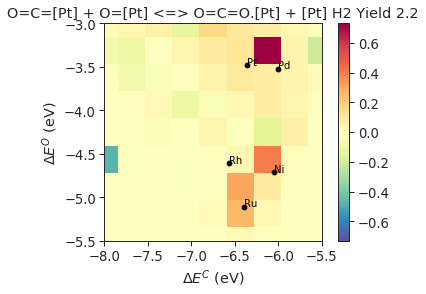 O=C=[Pt] + O=[Pt] <=> O=C=O.[Pt] + [Pt] H2 Yield 2.2
−3.0
−3.5
−4.0
−4.5
−5.0
−5.5
ΔE^O (eV)
Pt
Pd
Rh
Ni
Ru
−8.0 −7.5 −7.0 −6.5 −6.0 −5.5
ΔE^C (eV)
0.6
0.4
0.2
0.0
−0.2
−0.4
−0.6